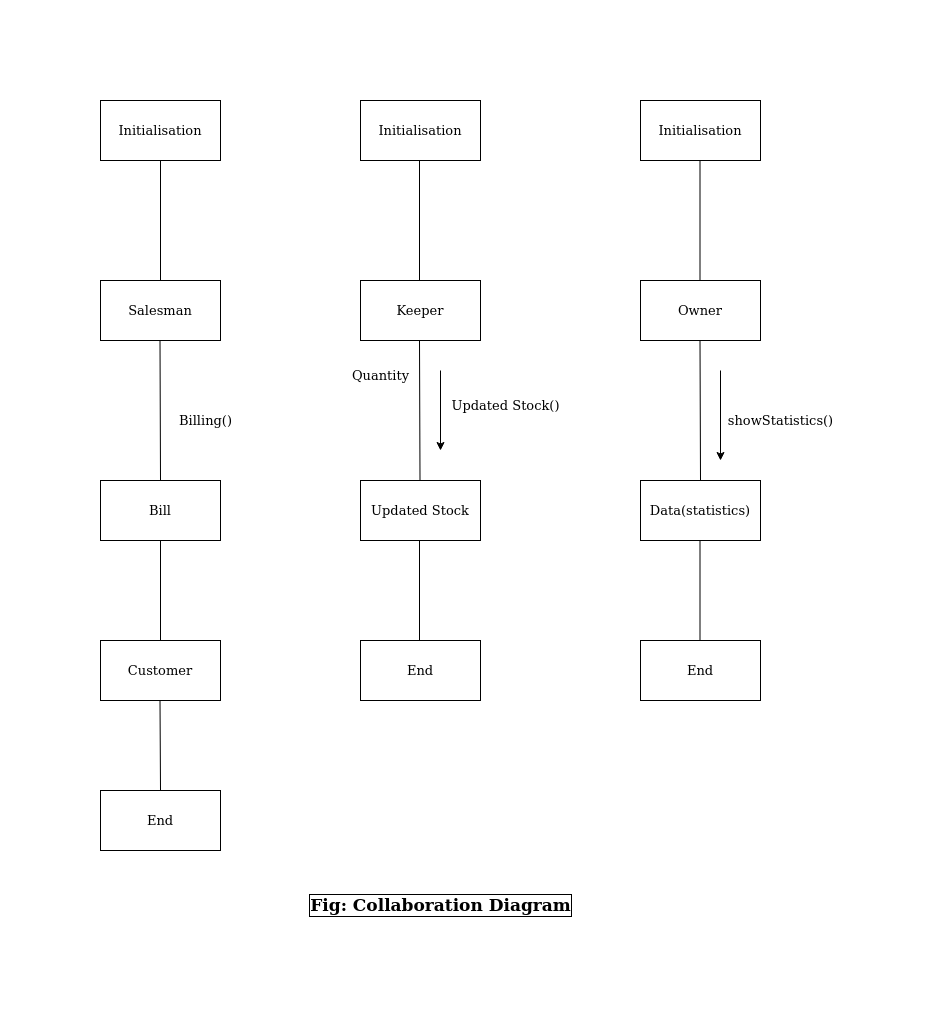 Initialisation
Initialisation
Initialisation
Salesman
Keeper
Owner
Quantity
Updated Stock()
Billing()
showStatistics()
Bill
Updated Stock
Data(statistics)
Customer
End
End
End
Fig: Collaboration Diagram